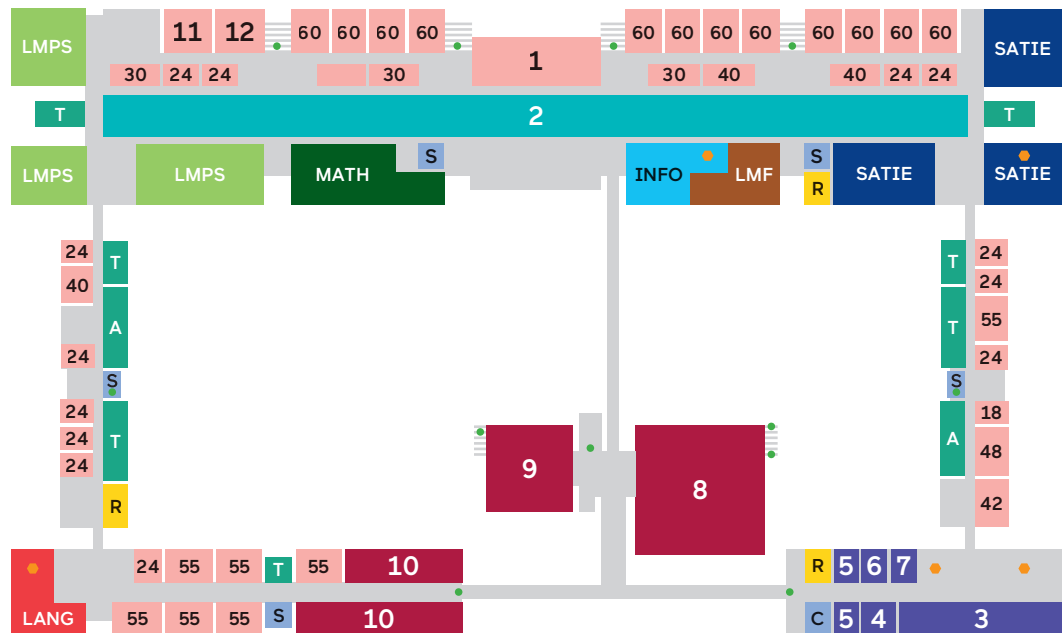 LMPS
11 12 60 60 60 60 1 60 60 60 60 60 60 60 60
SATIE
30 24 24 30 30 40 40 24 24
T 2 T
LMPS LMPS MATH S INFO LMF S R SATIE SATIE
24 T T 24
40 24
A T 55
24 24
S S
24 T A 18
24 48
24
R 42
9 8
24 55 55 T 55 10 R 5 6 7
LANG 55 55 55 S 10 C 5 4 3